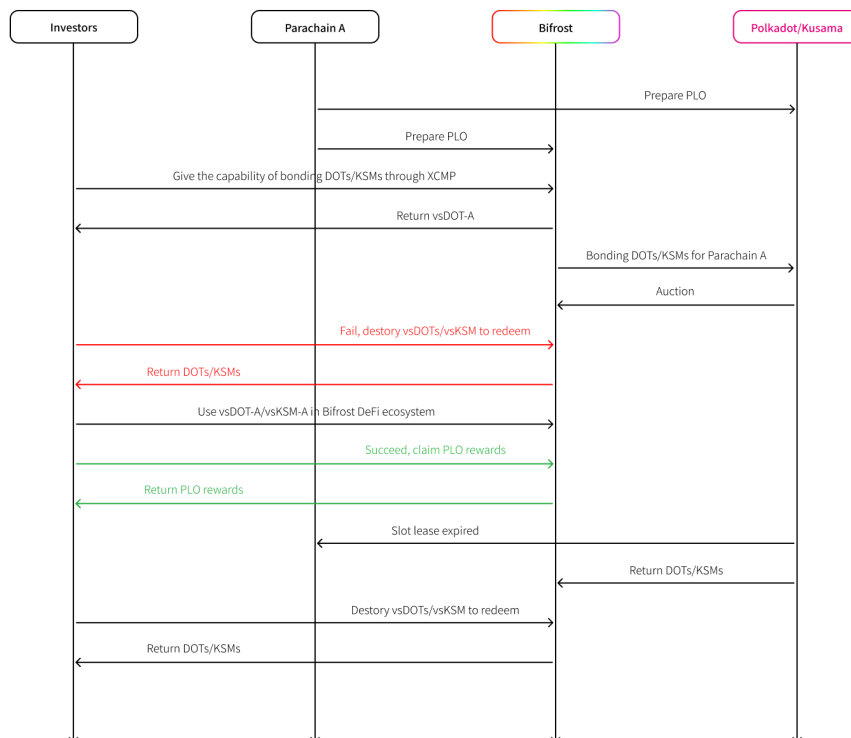 Investors
Parachain A
Bifrost
Polkadot/Kusama
Prepare PLO
Prepare PLO
Give the capability of bonding DOTs/KSMs through XCMP
Return vsDOT-A
Bonding DOTs/KSMs for Parachain A
Auction
Fail, destory vsDOTs/vsKSM to redeem
Return DOTs/KSMs
Use vsDOT-A/vsKSM-A in Bifrost DeFi ecosystem
Succeed, claim PLO rewards
Return PLO rewards
Slot lease expired
Return DOTs/KSMs
Destory vsDOTs/vsKSM to redeem
Return DOTs/KSMs